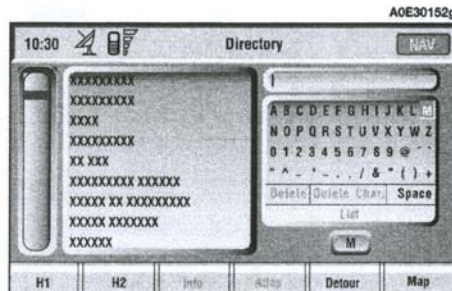 A0E30152g
10:30 Directory NAV
XXXXXXXXX
XXXXXXXXX
XXXX
XXXXXXXXX
XX XXX
XXXXXXXXX XXXXXX
XXXXX XX XXXXXXXXX
XXXXX XXXXXXX
XXXXXX
A B C D E F G H I J K L M
N O P Q R S T U V X Y W Z
0 1 2 3 4 5 6 7 8 9 @ ´ `
" ^ - ' - . . / & " ( ) +
Delete Delete Char. Space
List
M
H1 H2 Info Atlas Detour Map